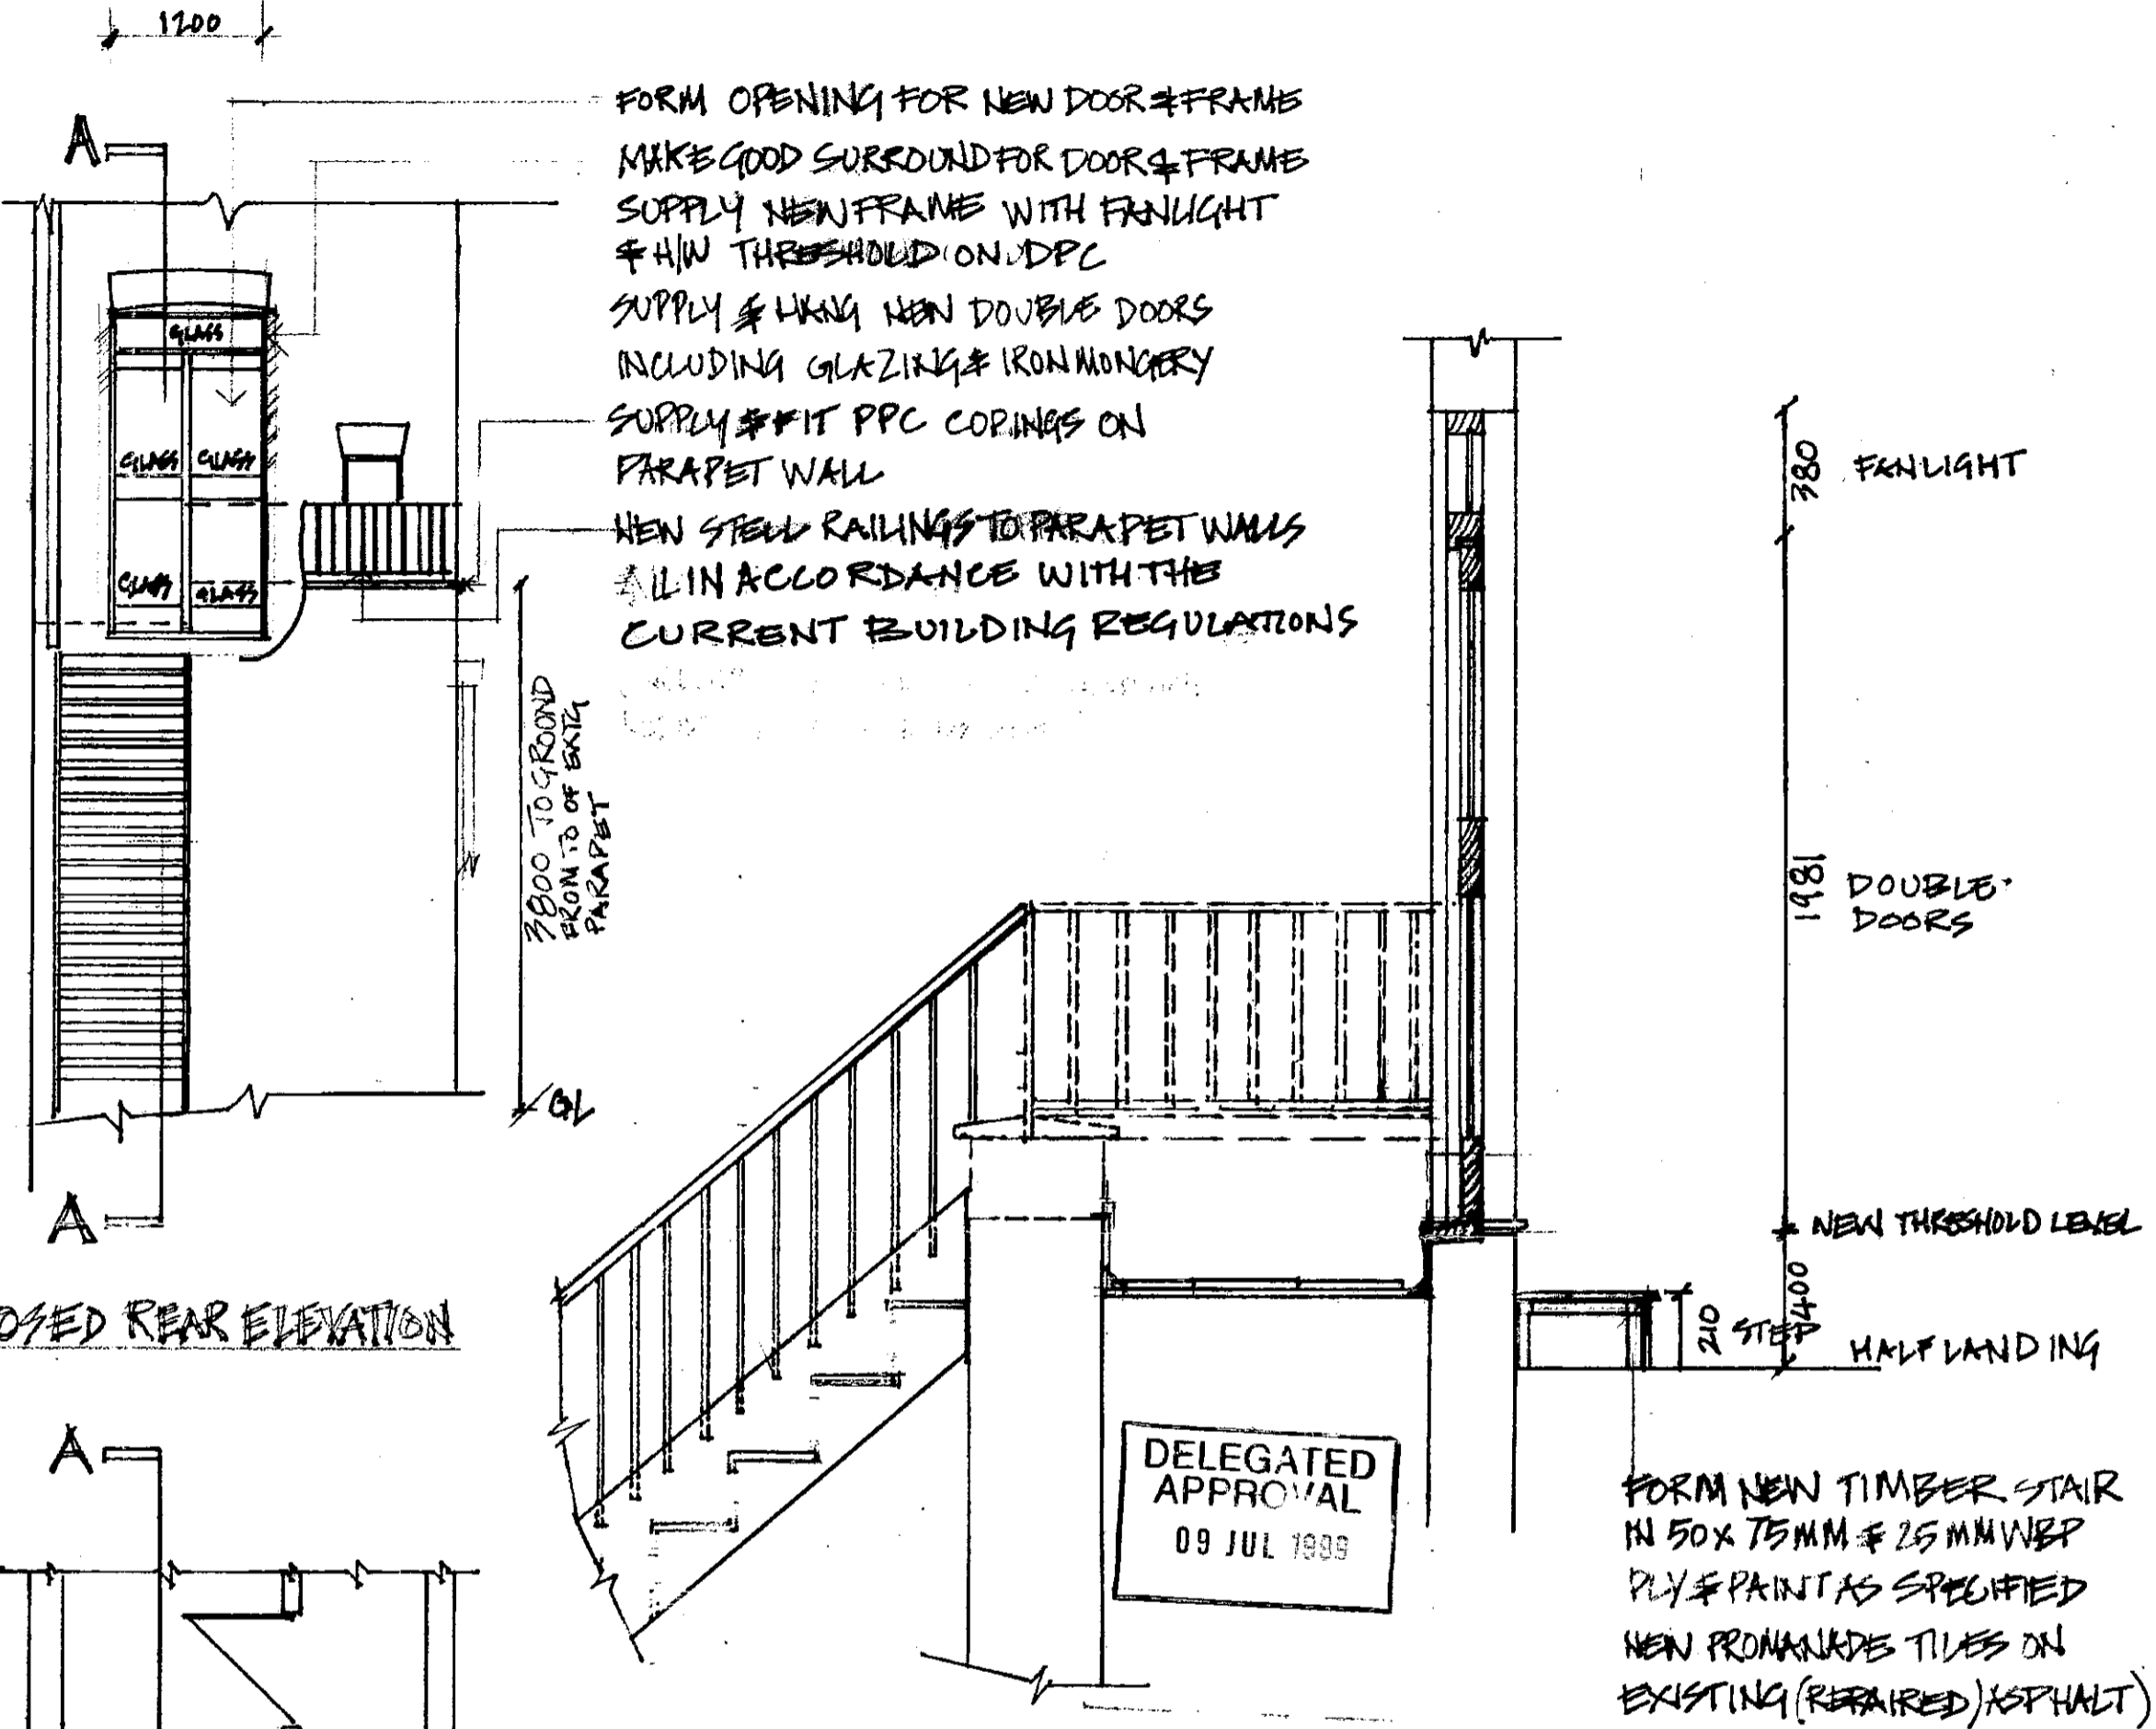 1200
A
FORM OPENING FOR NEW DOOR & FRAME
MAKE GOOD SURROUND FOR DOOR & FRAME
SUPPLY NEW FRAME WITH FANLIGHT
& H/W THRESHOLD ON DPC
SUPPLY & HANG NEW DOUBLE DOORS
INCLUDING GLAZING & IRONMONGERY
SUPPLY & FIT PPC COPINGS ON
PARAPET WALL
NEW STELL RAILINGS TO PARAPET WALLS
ALL IN ACCORDANCE WITH THE
CURRENT BUILDING REGULATIONS
GLASS
GLASS GLASS
GLASS GLASS
3800 TO GROUND
FROM TO OF EXTG
PARAPET
GL
A
OSED REAR ELEVATION
A
380 FANLIGHT
1981 DOUBLE
DOORS
NEW THRESHOLD LEVEL
400
210 STEP
HALF LANDING
DELEGATED
APPROVAL
09 JUL 1999
FORM NEW TIMBER STAIR
IN 50 x 75MM & 25MM WBP
PLY & PAINT AS SPECIFIED
NEW PROMANADE TILES ON
EXISTING (REPAIRED) ASPHALT)